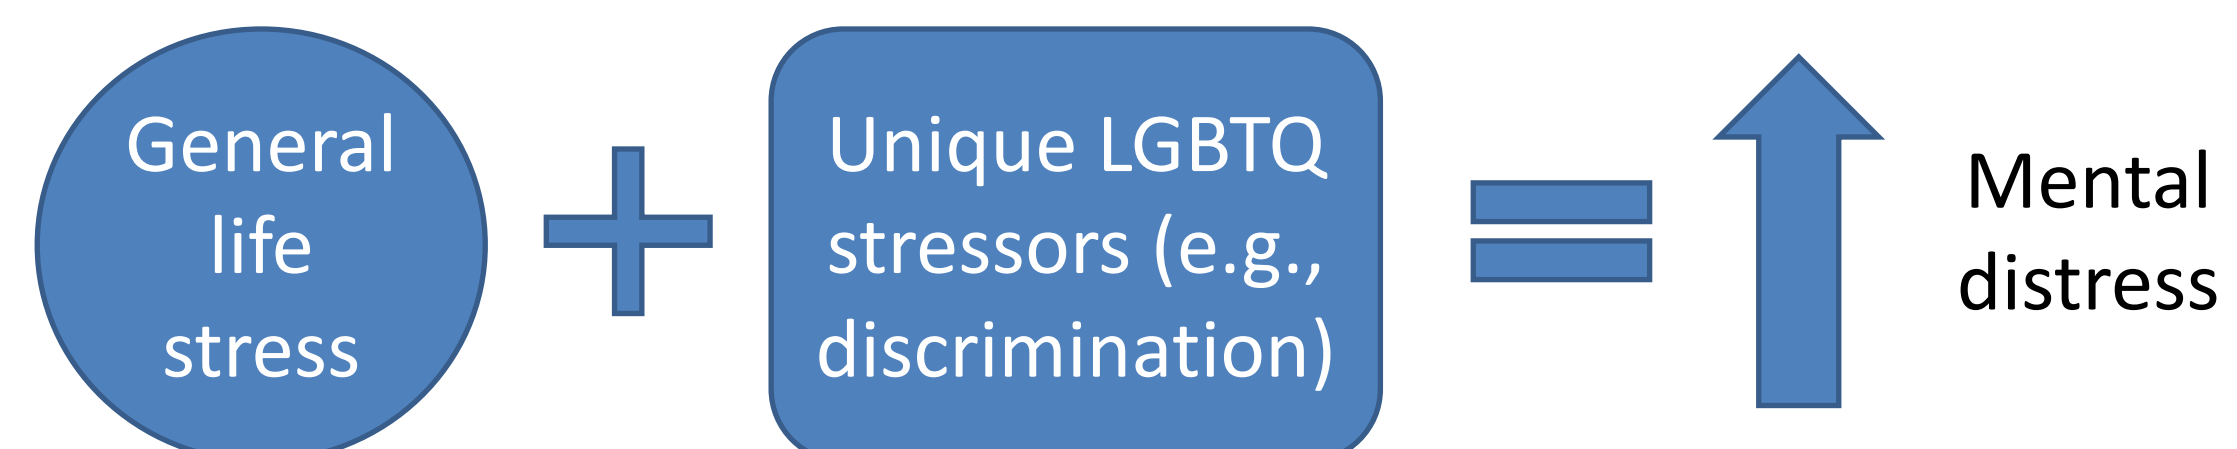 General
life
stress
Unique LGBTQ
stressors (e.g.,
discrimination)
Mental
distress